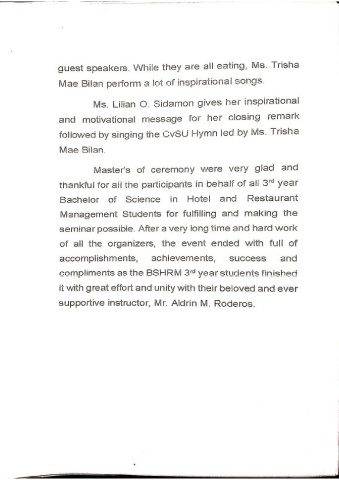 guest speakers. While they are all eating, Ms. Trisha
Mae Bilan perform a lot of inspirational songs.
Ms. Lilian O. Sidamon gives her inspirational
and motivational message for her closing remark
followed by singing the CvSU Hymn led by Ms. Trisha
Mae Bilan.
Master's of ceremony were very glad and
thankful for all the participants in behalf of all 3rd year
Bachelor of Science in Hotel and Restaurant
Management Students for fulfilling and making the
seminar possible. After a very long time and hard work
of all the organizers, the event ended with full of
accomplishments, achievements, success and
compliments as the BSHRM 3rd year students finished
it with great effort and unity with their beloved and ever
supportive instructor, Mr. Aldrin M. Roderos.